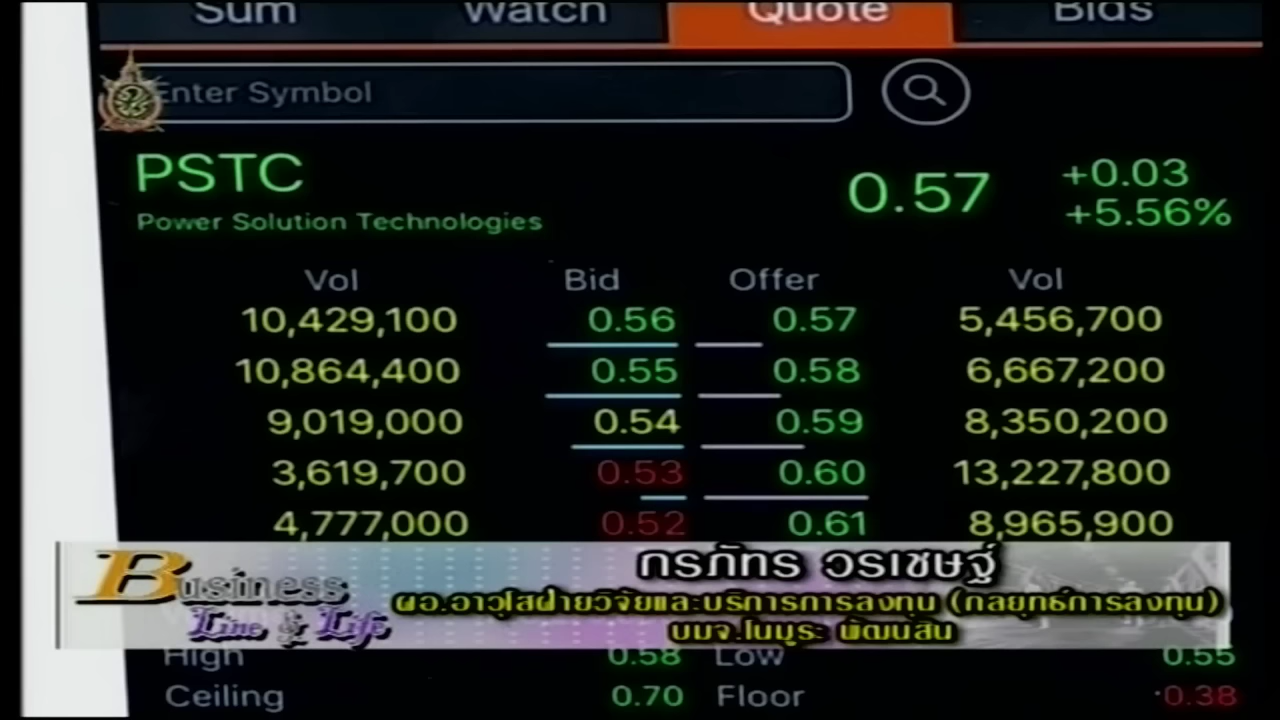 Sum Watch Quote Bids
Enter Symbol
PSTC 0.57 +0.03
Power Solution Technologies +5.56%
Vol Bid Offer Vol
10,429,100 0.56 0.57 5,456,700
10,864,400 0.55 0.58 6,667,200
9,019,000 0.54 0.59 8,350,200
3,619,700 0.53 0.60 13,227,800
4,777,000 0.52 0.61 8,965,900
Business
Line & Life
กรภัทร วรเชษฐ์
ผอ.อาวุโสฝ่ายวิจัยและบริการการลงทุน (กลยุทธ์การลงทุน)
บมจ.โนมูระ พัฒนสิน
High 0.58 Low 0.55
Ceiling 0.70 Floor 0.38